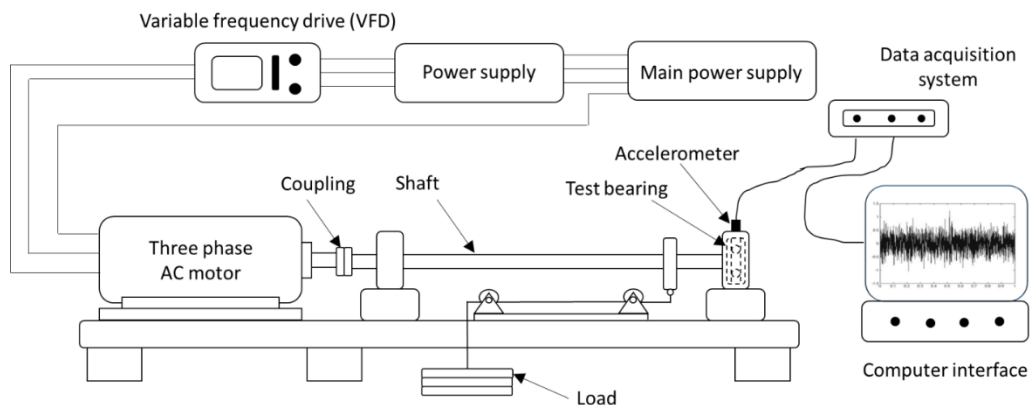 Variable frequency drive (VFD)
Power supply
Main power supply
Data acquisition
system
Accelerometer
Test bearing
Coupling
Shaft
Three phase
AC motor
Load
Computer interface